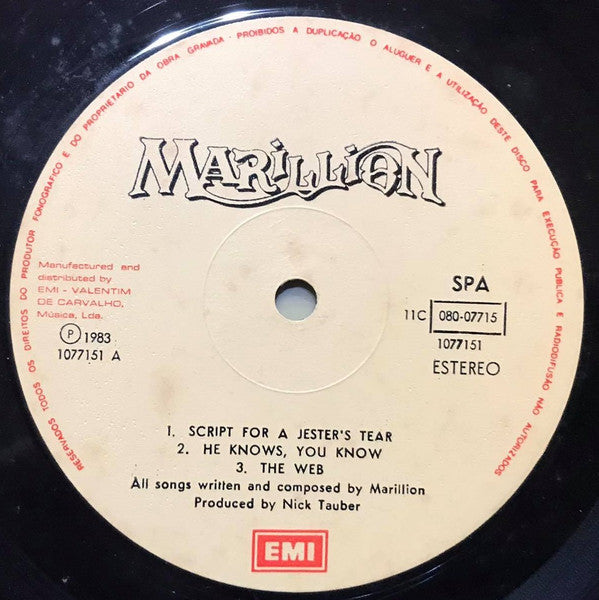 RESERVADOS TODOS OS DIREITOS DO PRODUTOR FONOGRAFICO E DO PROPRIETARIO DA OBRA GRAVADA · PROIBIDOS A DUPLICAÇÃO O ALUGUER E A UTILIZAÇÃO DESTE DISCO PARA EXECUÇÃO PUBLICA E RADIODIFUSÃO NÃO AUTORIZADOS
MARILLION
Manufactured and
distributed by
EMI - VALENTIM
DE CARVALHO,
Música, Lda.
Ⓟ 1983
1077151 A
SPA
11C 080-07715
1077151
ESTEREO
1. SCRIPT FOR A JESTER'S TEAR
2. HE KNOWS, YOU KNOW
3. THE WEB
All songs written and composed by Marillion
Produced by Nick Tauber
EMI